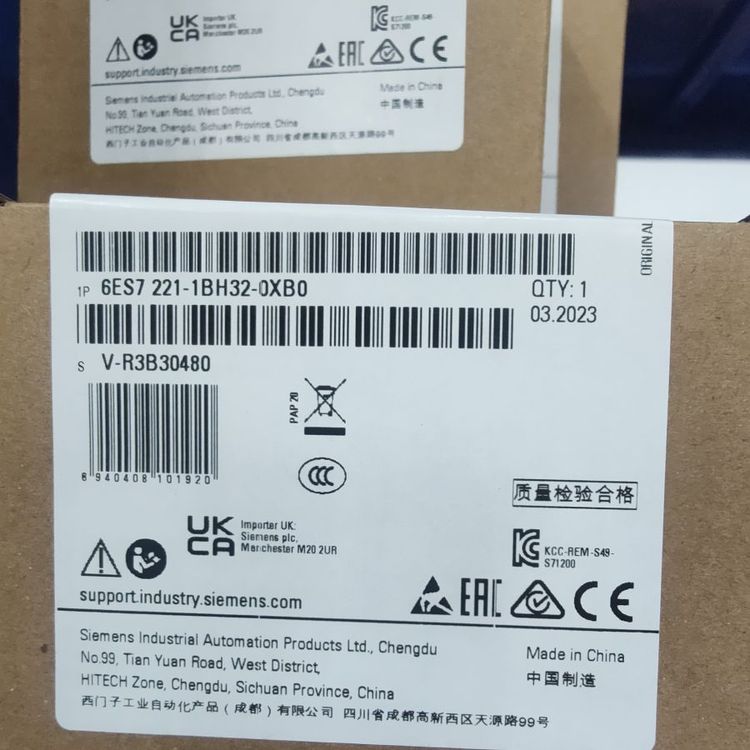 UK
CA
Importer UK:
Siemens plc,
Manchester M20 2UR
KCC-REM-S49-
S71200
EAC CE
support.industry.siemens.com
Siemens Industrial Automation Products Ltd., Chengdu
No.99, Tian Yuan Road, West District,
HITECH Zone, Chengdu, Sichuan Province, China
西门子工业自动化产品(成都)有限公司 四川省成都高新西区天源路99号
Made in China
中国制造
ORIGINAL
1P 6ES7 221-1BH32-0XB0
QTY: 1
03.2023
S V-R3B30480
PAP 20
6 940408 101920
CCC
质量检验合格
UK
CA
Importer UK:
Siemens plc,
Manchester M20 2UR
KCC-REM-S49-
S71200
EAC CE
support.industry.siemens.com
Siemens Industrial Automation Products Ltd., Chengdu
No.99, Tian Yuan Road, West District,
HITECH Zone, Chengdu, Sichuan Province, China
西门子工业自动化产品(成都)有限公司 四川省成都高新西区天源路99号
Made in China
中国制造